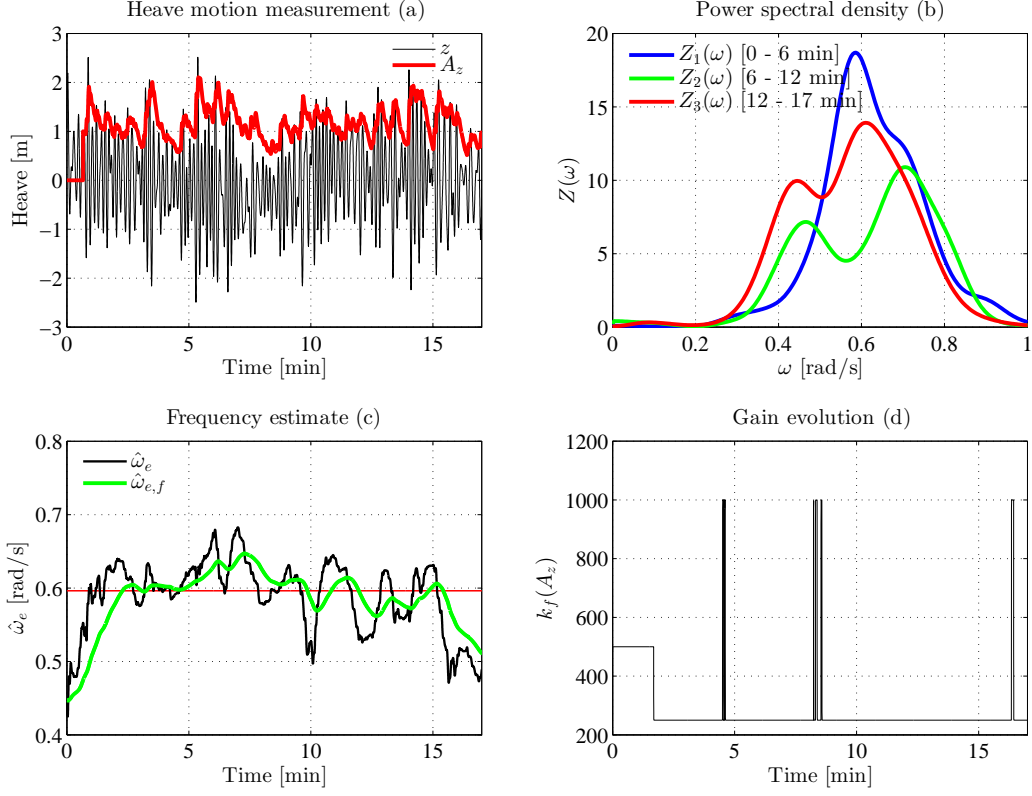 Heave motion measurement (a)
3
2
1
0
−1
−2
−3
Heave [m]
z
A_z
0
5
10
15
Time [min]
Power spectral density (b)
20
15
10
5
0
Z(ω)
Z_1(ω) [0 - 6 min]
Z_2(ω) [6 - 12 min]
Z_3(ω) [12 - 17 min]
0
0.2
0.4
0.6
0.8
1
ω [rad/s]
Frequency estimate (c)
0.8
0.7
0.6
0.5
0.4
ω̂_e [rad/s]
ω̂_e
ω̂_{e,f}
0
5
10
15
Time [min]
Gain evolution (d)
1200
1000
800
600
400
200
k_f(A_z)
0
5
10
15
Time [min]